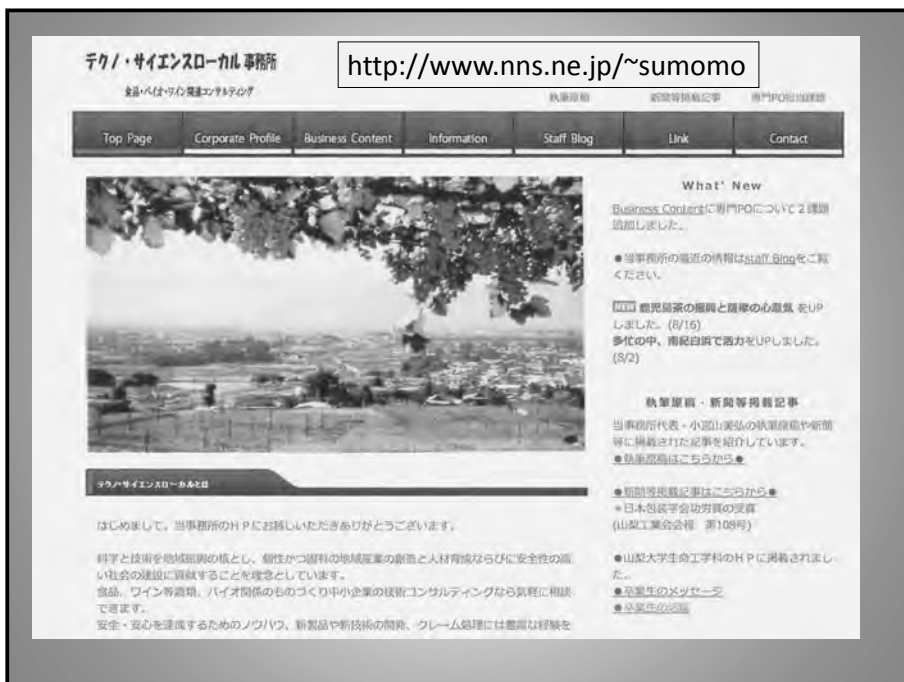 テクノ・サイエンスローカル事務所
http://www.nns.ne.jp/~sumomo
食品・バイオ・ワイン関連コンサルティング
執筆原稿 新聞等掲載記事 専門PO担当課題
Top Page Corporate Profile Business Content Information Staff Blog Link Contact
What' New
Business Contentに専門POについて2課題
追加しました。
●当事務所の最近の情報はstaff Blogをご覧
ください。
NEW 鹿児島茶の振興と薩摩の心意気 をUP
しました。(8/16)
多忙の中、南紀白浜で活力をUPしました。
(8/2)
執筆原稿・新聞等掲載記事
当事務所代表・小宮山美弘の執筆原稿や新聞
等に掲載された記事を紹介しています。
●執筆原稿はこちらから●
●新聞等掲載記事はこちらから●
＊日本包装学会功労賞の受賞
(山梨工業会会報 第108号)
●山梨大学生命工学科のＨＰに掲載されまし
た。
●卒業生のメッセージ
●卒業生の活躍
テクノ・サイエンスローカルとは
はじめまして。当事務所のＨＰにお越しいただきありがとうございます。
科学と技術を地域振興の核とし、個性かつ固有の地域産業の創造と人材育成ならびに安全性の高
い社会の建設に貢献することを理念としています。
食品、ワイン等酒類、バイオ関係のものづくり中小企業の技術コンサルティングなら気軽に相談
できます。
安全・安心を達成するためのノウハウ、新製品や新技術の開発、クレーム処理には豊富な経験を